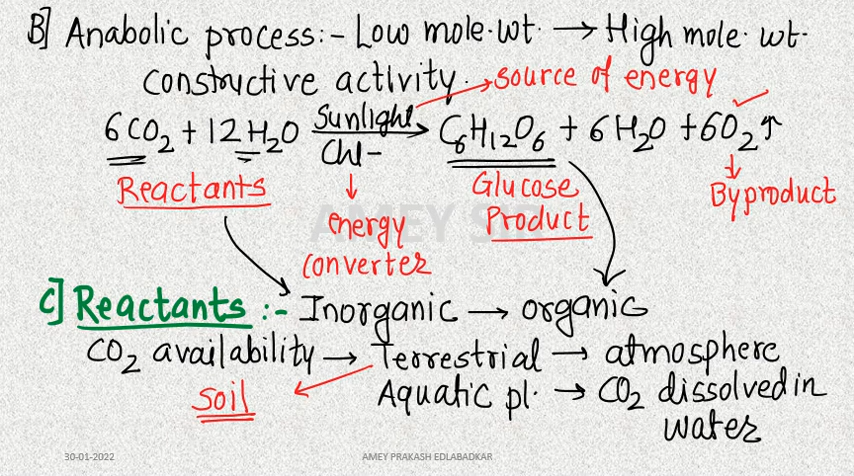 B] Anabolic process:- Low mole.wt. → High mole. wt.
Constructive activity. → source of energy
6CO₂ + 12H₂O Sunlight Chl- → C₆H₁₂O₆ + 6H₂O + 6O₂↑
Reactants
energy converter
Glucose Product
Byproduct
AMEY SIR
C] Reactants :- Inorganic → organic
CO₂ availability → Terrestrial → atmosphere
Soil
Aquatic pl. → CO₂ dissolved in
water
30-01-2022
AMEY PRAKASH EDLABADKAR